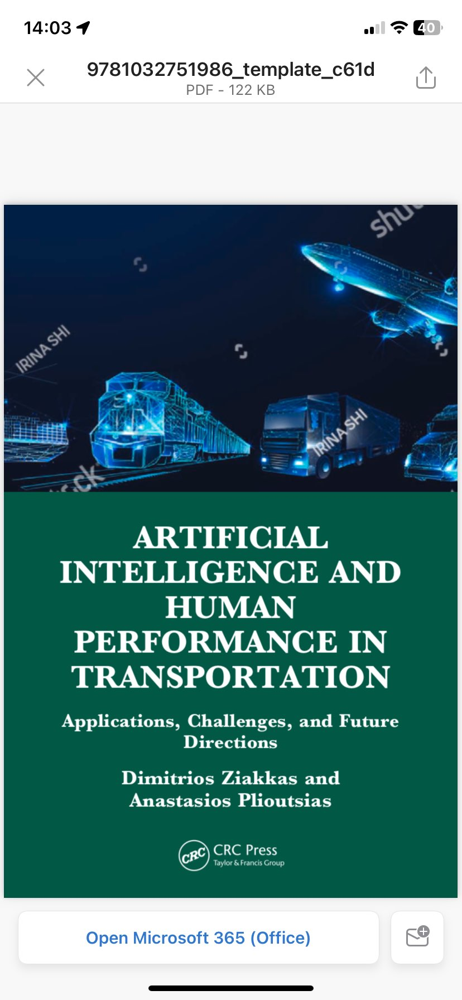 14:03
40
9781032751986_template_c61d
PDF - 122 KB
shu
IRINA SHI
IRINA SHI
ck
ARTIFICIAL
INTELLIGENCE AND
HUMAN
PERFORMANCE IN
TRANSPORTATION
Applications, Challenges, and Future
Directions
Dimitrios Ziakkas and
Anastasios Plioutsias
CRC
CRC Press
Taylor & Francis Group
Open Microsoft 365 (Office)